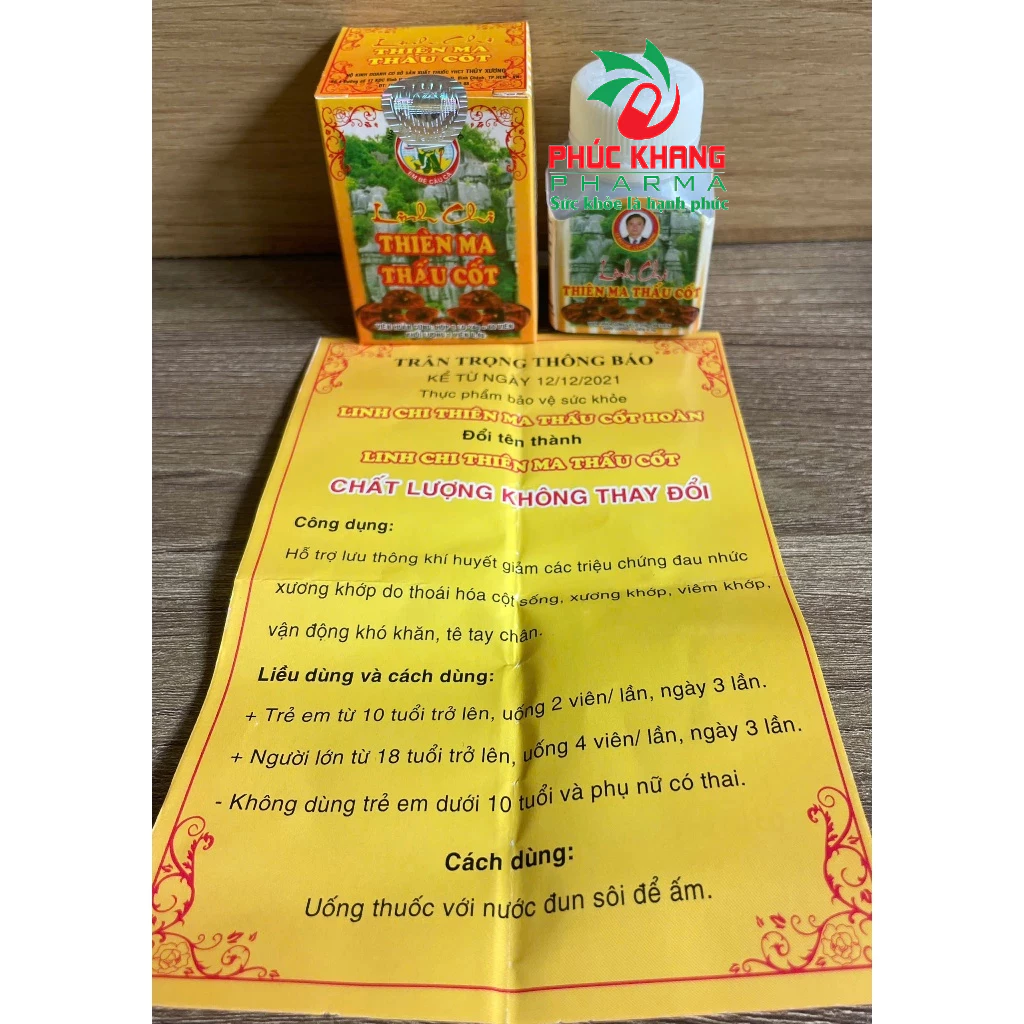 Linh Chi
THIÊN MA
THẤU CỐT
EM BÉ CÂU CÁ
Linh Chi
THIÊN MA
THẤU CỐT
PHÚC KHANG
PHARMA
Sức khỏe là hạnh phúc
Linh Chi
THIÊN MA THẤU CỐT
TRÂN TRỌNG THÔNG BÁO
KỂ TỪ NGÀY 12/12/2021
Thực phẩm bảo vệ sức khỏe
LINH CHI THIÊN MA THẤU CỐT HOÀN
Đổi tên thành
LINH CHI THIÊN MA THẤU CỐT
CHẤT LƯỢNG KHÔNG THAY ĐỔI
Công dụng:
Hỗ trợ lưu thông khí huyết giảm các triệu chứng đau nhức
xương khớp do thoái hóa cột sống, xương khớp, viêm khớp,
vận động khó khăn, tê tay chân.
Liều dùng và cách dùng:
+ Trẻ em từ 10 tuổi trở lên, uống 2 viên/ lần, ngày 3 lần.
+ Người lớn từ 18 tuổi trở lên, uống 4 viên/ lần, ngày 3 lần.
- Không dùng trẻ em dưới 10 tuổi và phụ nữ có thai.
Cách dùng:
Uống thuốc với nước đun sôi để ấm.